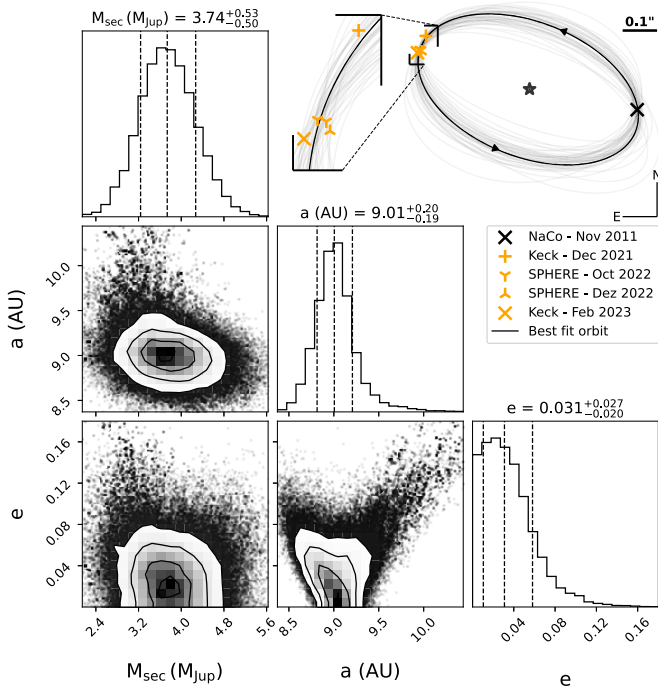 M_sec (M_Jup) = 3.74^{+0.53}_{-0.50}
0.1"
N
E
NaCo - Nov 2011
Keck - Dec 2021
SPHERE - Oct 2022
SPHERE - Dez 2022
Keck - Feb 2023
Best fit orbit
a (AU) = 9.01^{+0.20}_{-0.19}
a (AU)
10.0
9.5
9.0
8.5
e = 0.031^{+0.027}_{-0.020}
e
0.16
0.12
0.08
0.04
2.4 3.2 4.0 4.8 5.6
8.5 9.0 9.5 10.0
0.04 0.08 0.12 0.16
M_sec (M_Jup)
a (AU)
e